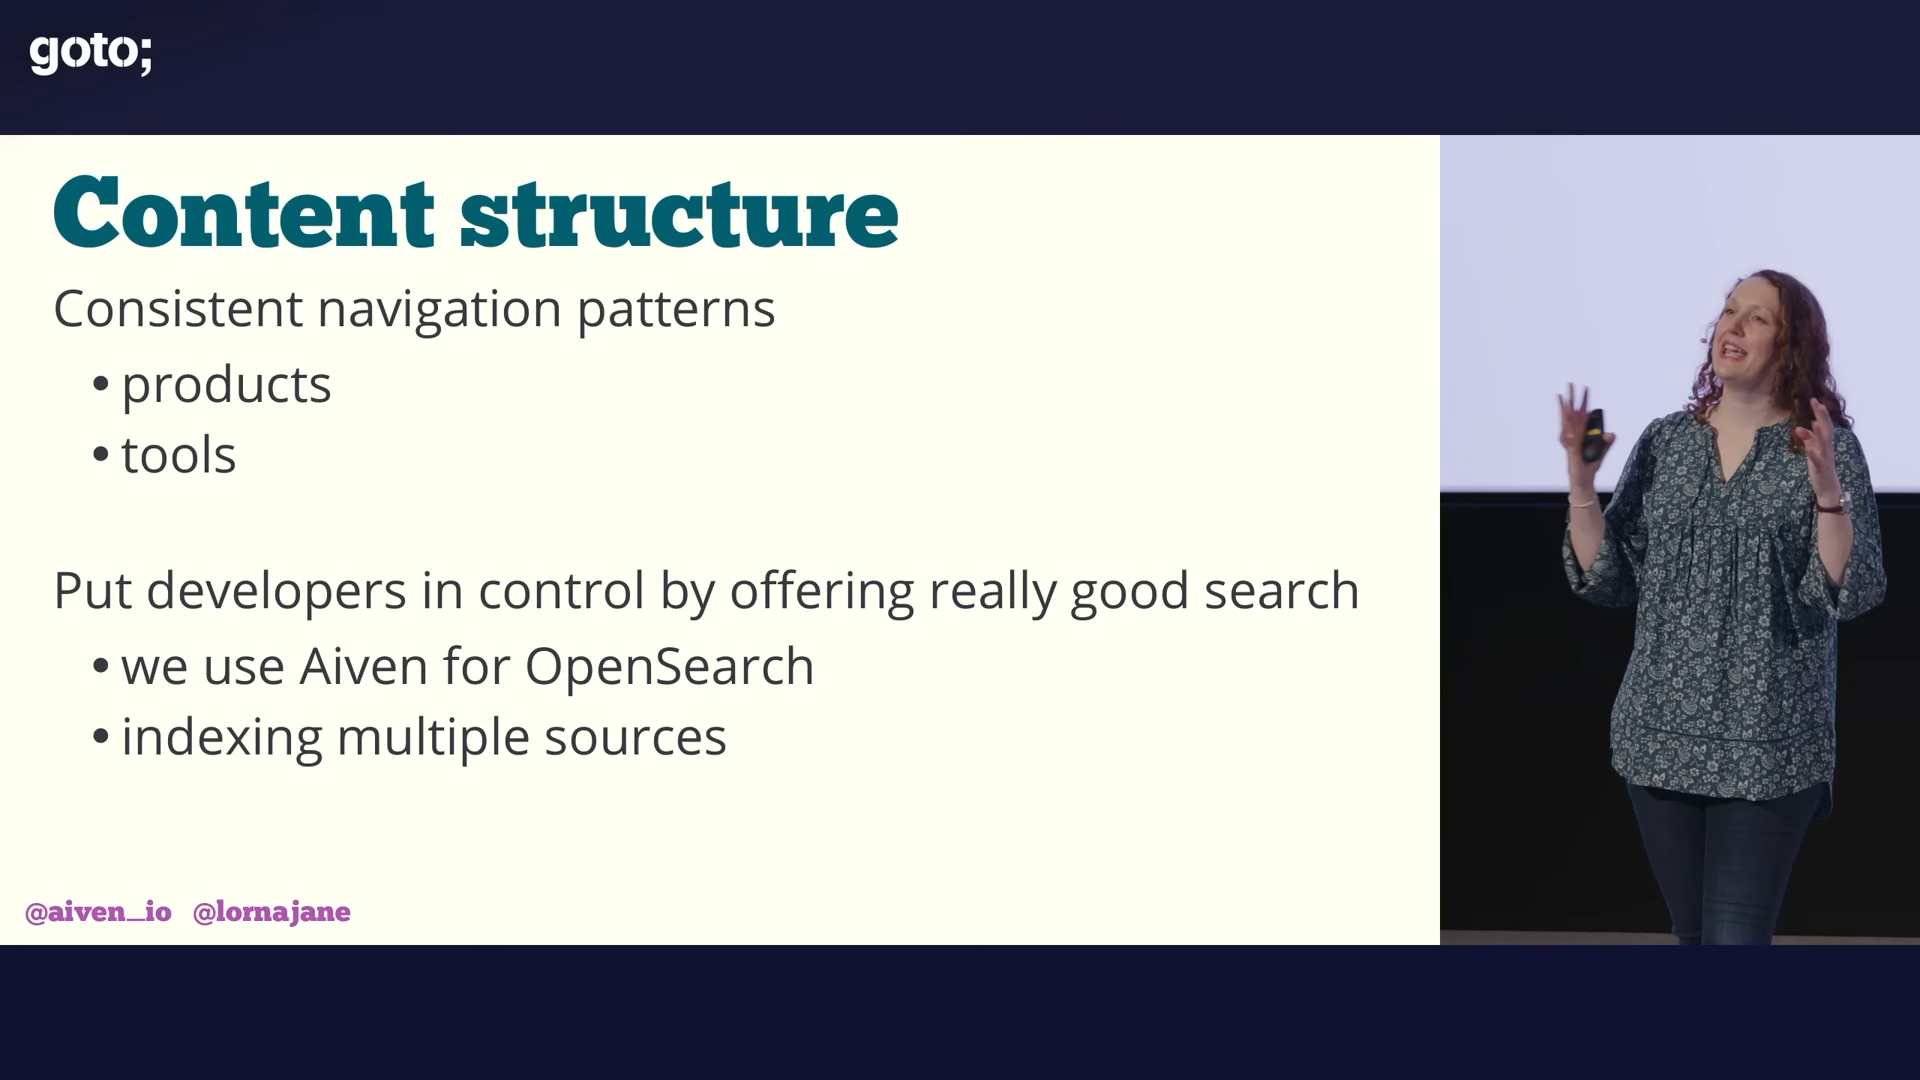 goto;
Content structure
Consistent navigation patterns
• products
• tools
Put developers in control by offering really good search
• we use Aiven for OpenSearch
• indexing multiple sources
@aiven_io @lornajane